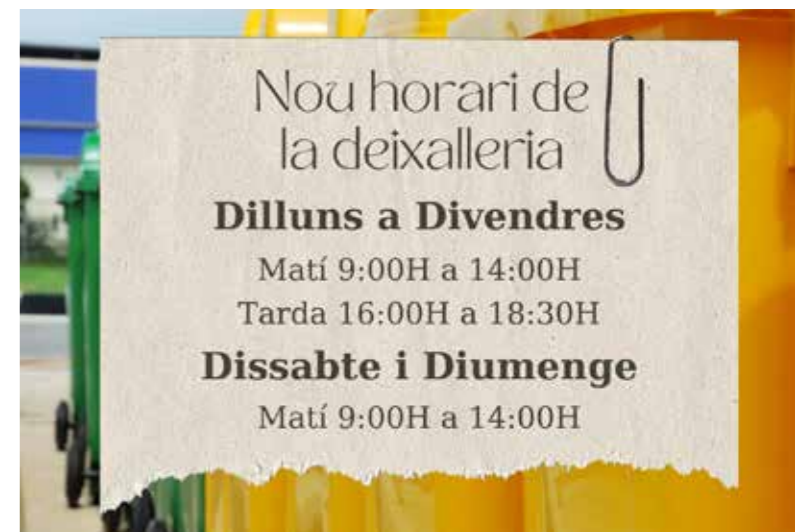 Nou horari de
la deixalleria
Dilluns a Divendres
Matí 9:00H a 14:00H
Tarda 16:00H a 18:30H
Dissabte i Diumenge
Matí 9:00H a 14:00H